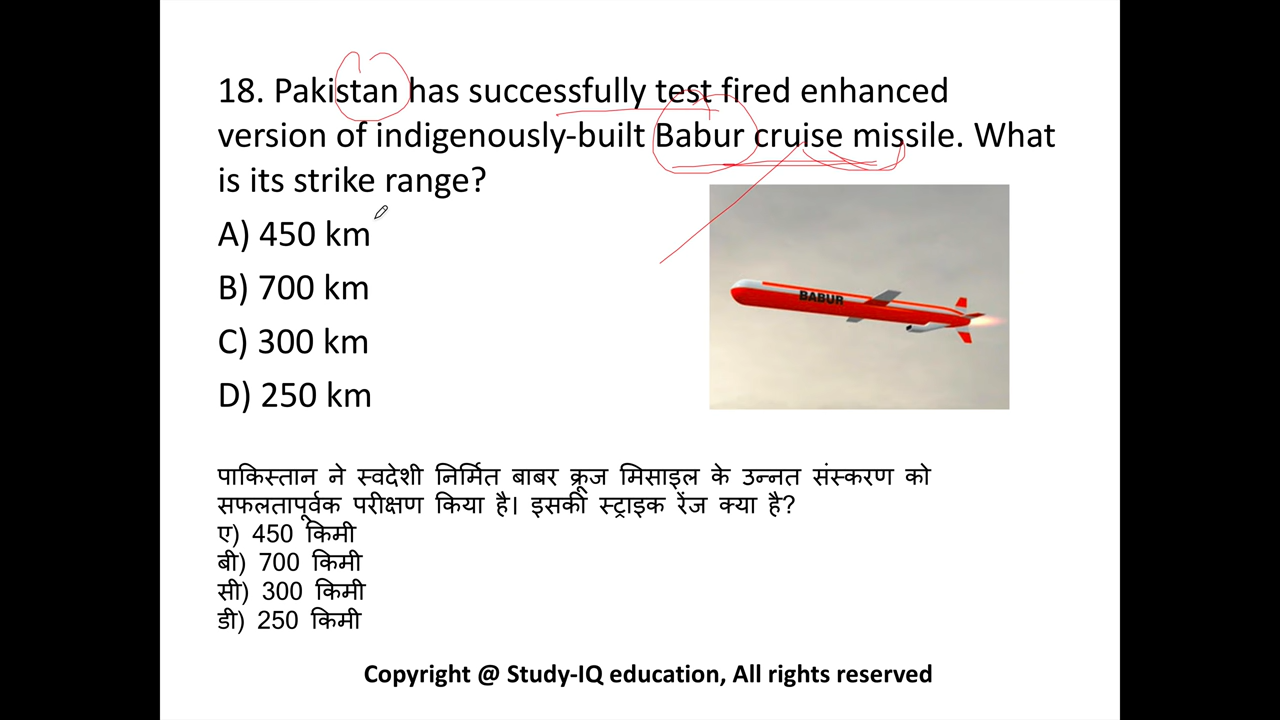 18. Pakistan has successfully test fired enhanced
version of indigenously-built Babur cruise missile. What
is its strike range?
A) 450 km
B) 700 km
C) 300 km
D) 250 km
BABUR
पाकिस्तान ने स्वदेशी निर्मित बाबर क्रूज मिसाइल के उन्नत संस्करण को
सफलतापूर्वक परीक्षण किया है। इसकी स्ट्राइक रेंज क्या है?
ए) 450 किमी
बी) 700 किमी
सी) 300 किमी
डी) 250 किमी
Copyright @ Study-IQ education, All rights reserved